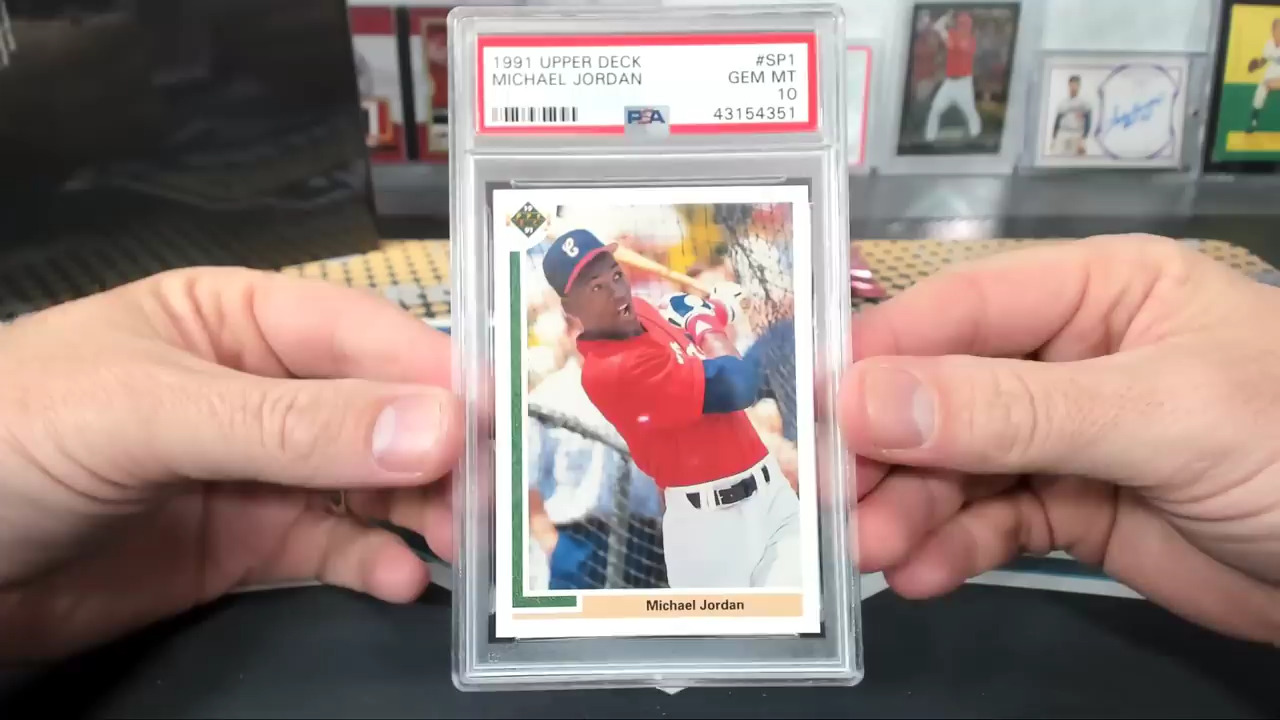 1991 UPPER DECK #SP1
MICHAEL JORDAN GEM MT
10
PSA 43154351
C
Michael Jordan